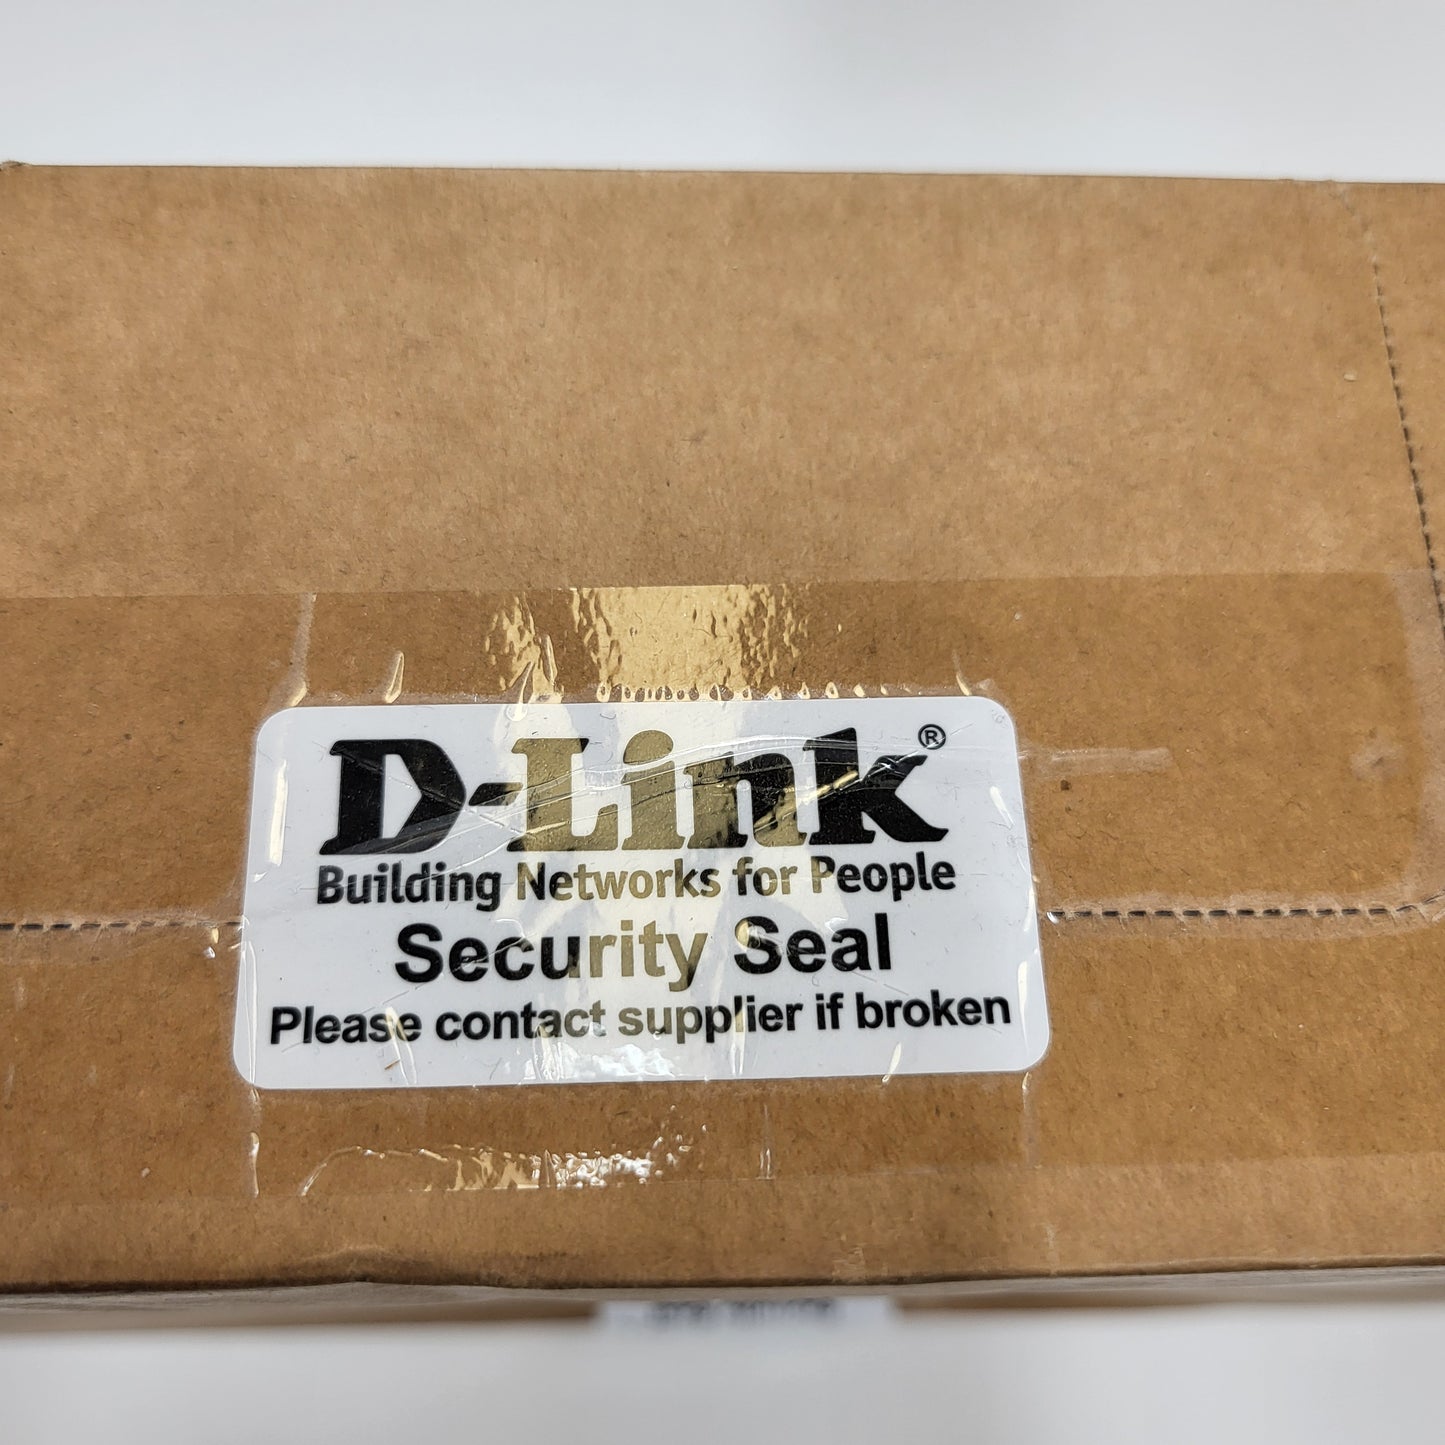 D-Link®
Building Networks for People
Security Seal
Please contact supplier if broken